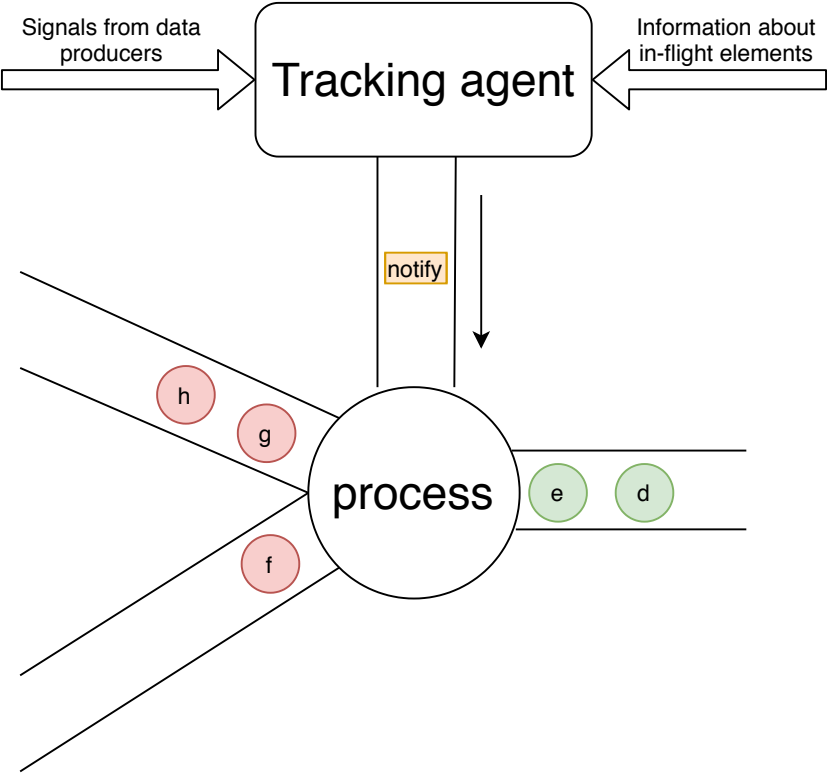 Signals from data
producers
Information about
in-flight elements
Tracking agent
notify
h
g
process
e
d
f